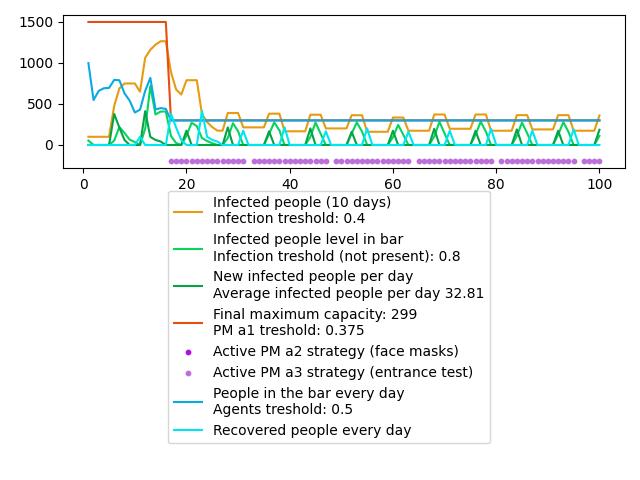 1500
1000
500
0
0
20
40
60
80
100
Infected people (10 days)
Infection treshold: 0.4
Infected people level in bar
Infection treshold (not present): 0.8
New infected people per day
Average infected people per day 32.81
Final maximum capacity: 299
PM a1 treshold: 0.375
Active PM a2 strategy (face masks)
Active PM a3 strategy (entrance test)
People in the bar every day
Agents treshold: 0.5
Recovered people every day